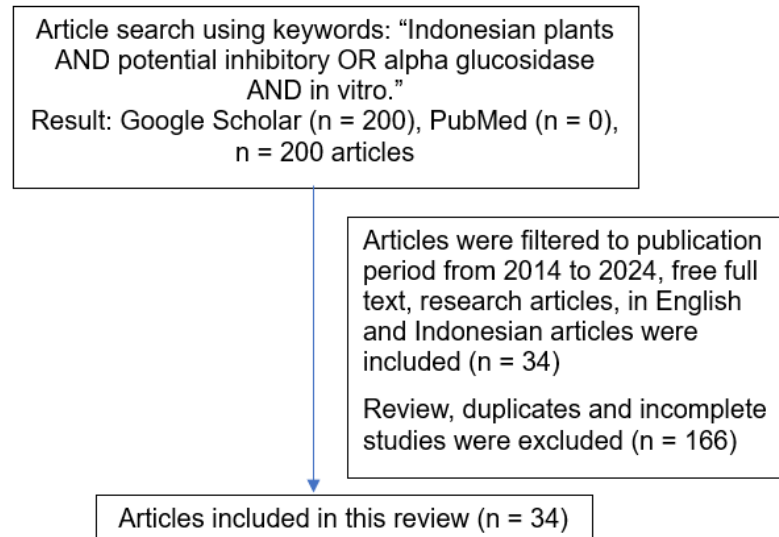 Article search using keywords: “Indonesian plants
AND potential inhibitory OR alpha glucosidase
AND in vitro.”
Result: Google Scholar (n = 200), PubMed (n = 0),
n = 200 articles
Articles were filtered to publication
period from 2014 to 2024, free full
text, research articles, in English
and Indonesian articles were
included (n = 34)
Review, duplicates and incomplete
studies were excluded (n = 166)
Articles included in this review (n = 34)